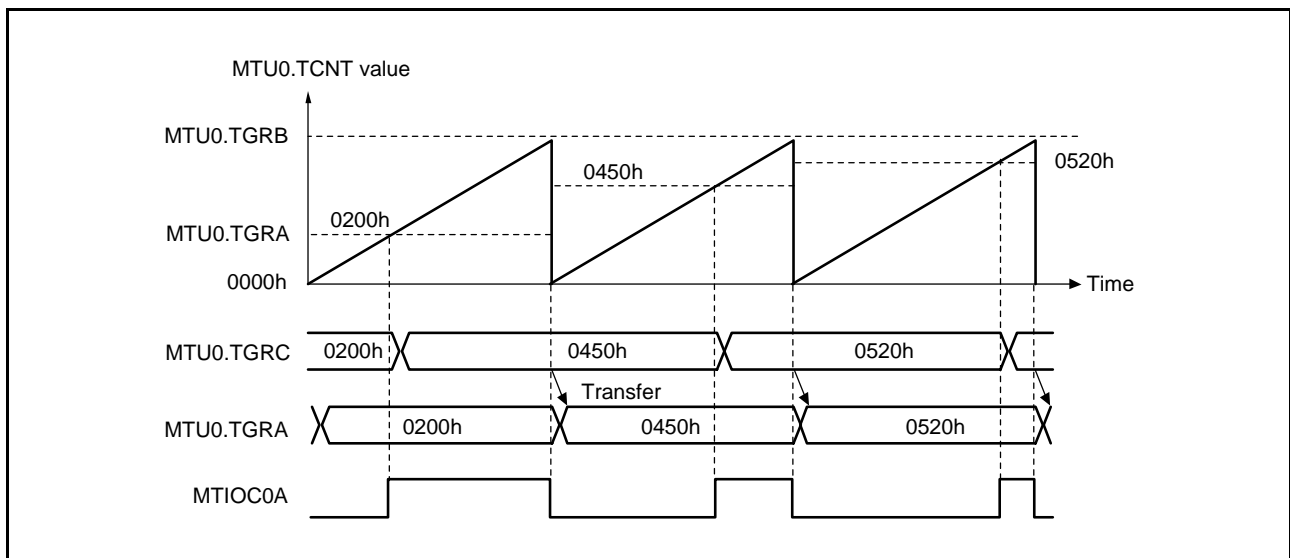 MTU0.TCNT value
MTU0.TGRB
0520h
0450h
0200h
MTU0.TGRA
0000h
Time
MTU0.TGRC
0200h
0450h
0520h
Transfer
MTU0.TGRA
0200h
0450h
0520h
MTIOC0A